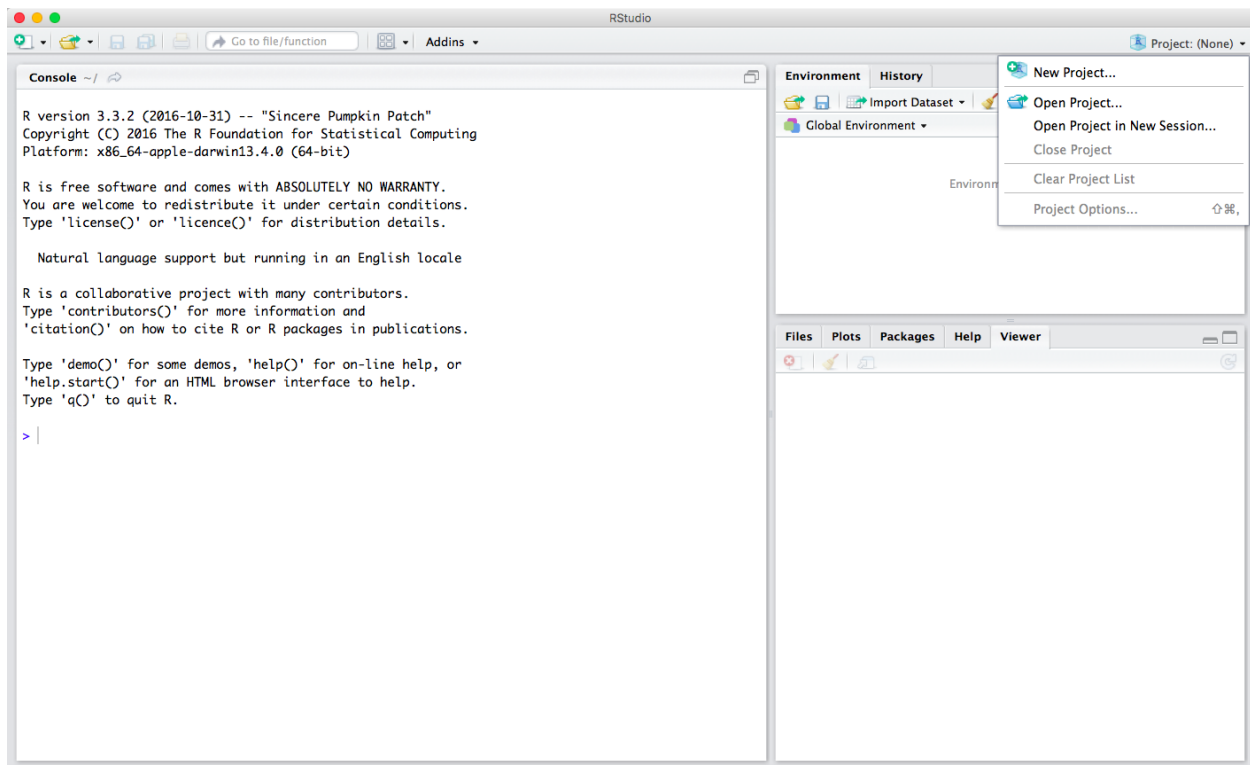 RStudio
Go to file/function
Addins
Project: (None)
Console ~/
R version 3.3.2 (2016-10-31) -- "Sincere Pumpkin Patch"
Copyright (C) 2016 The R Foundation for Statistical Computing
Platform: x86_64-apple-darwin13.4.0 (64-bit)
R is free software and comes with ABSOLUTELY NO WARRANTY.
You are welcome to redistribute it under certain conditions.
Type 'license()' or 'licence()' for distribution details.
Natural language support but running in an English locale
R is a collaborative project with many contributors.
Type 'contributors()' for more information and
'citation()' on how to cite R or R packages in publications.
Type 'demo()' for some demos, 'help()' for on-line help, or
'help.start()' for an HTML browser interface to help.
Type 'q()' to quit R.
>
Environment History
Import Dataset
Global Environment
Environm
New Project...
Open Project...
Open Project in New Session...
Close Project
Clear Project List
Project Options... ⇧⌘,
Files Plots Packages Help Viewer